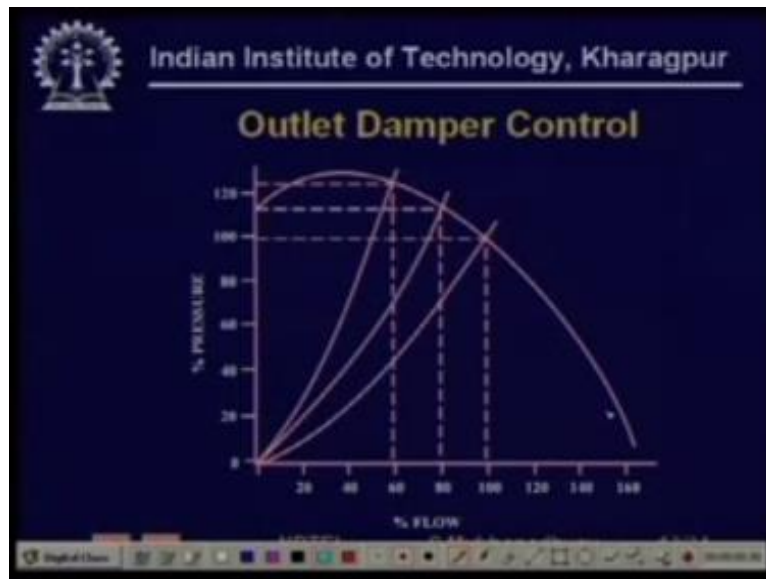 Indian Institute of Technology, Kharagpur
Outlet Damper Control
120
100
80
60
40
20
0
% PRESSURE
20 40 60 80 100 120 140 160
% FLOW